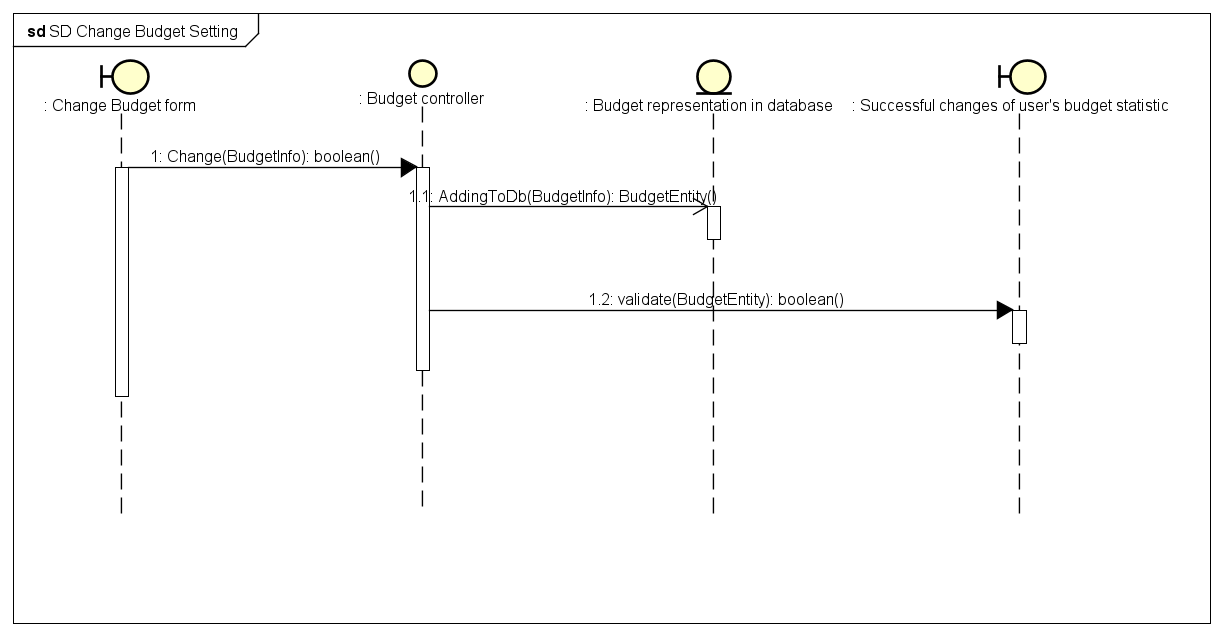 sd SD Change Budget Setting
: Change Budget form
: Budget controller
: Budget representation in database
: Successful changes of user's budget statistic
1: Change(BudgetInfo): boolean()
1.1: AddingToDb(BudgetInfo): BudgetEntity()
1.2: validate(BudgetEntity): boolean()